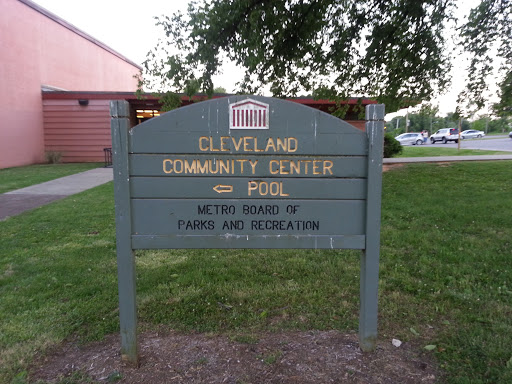 CLEVELAND
COMMUNITY CENTER
POOL
METRO BOARD OF
PARKS AND RECREATION